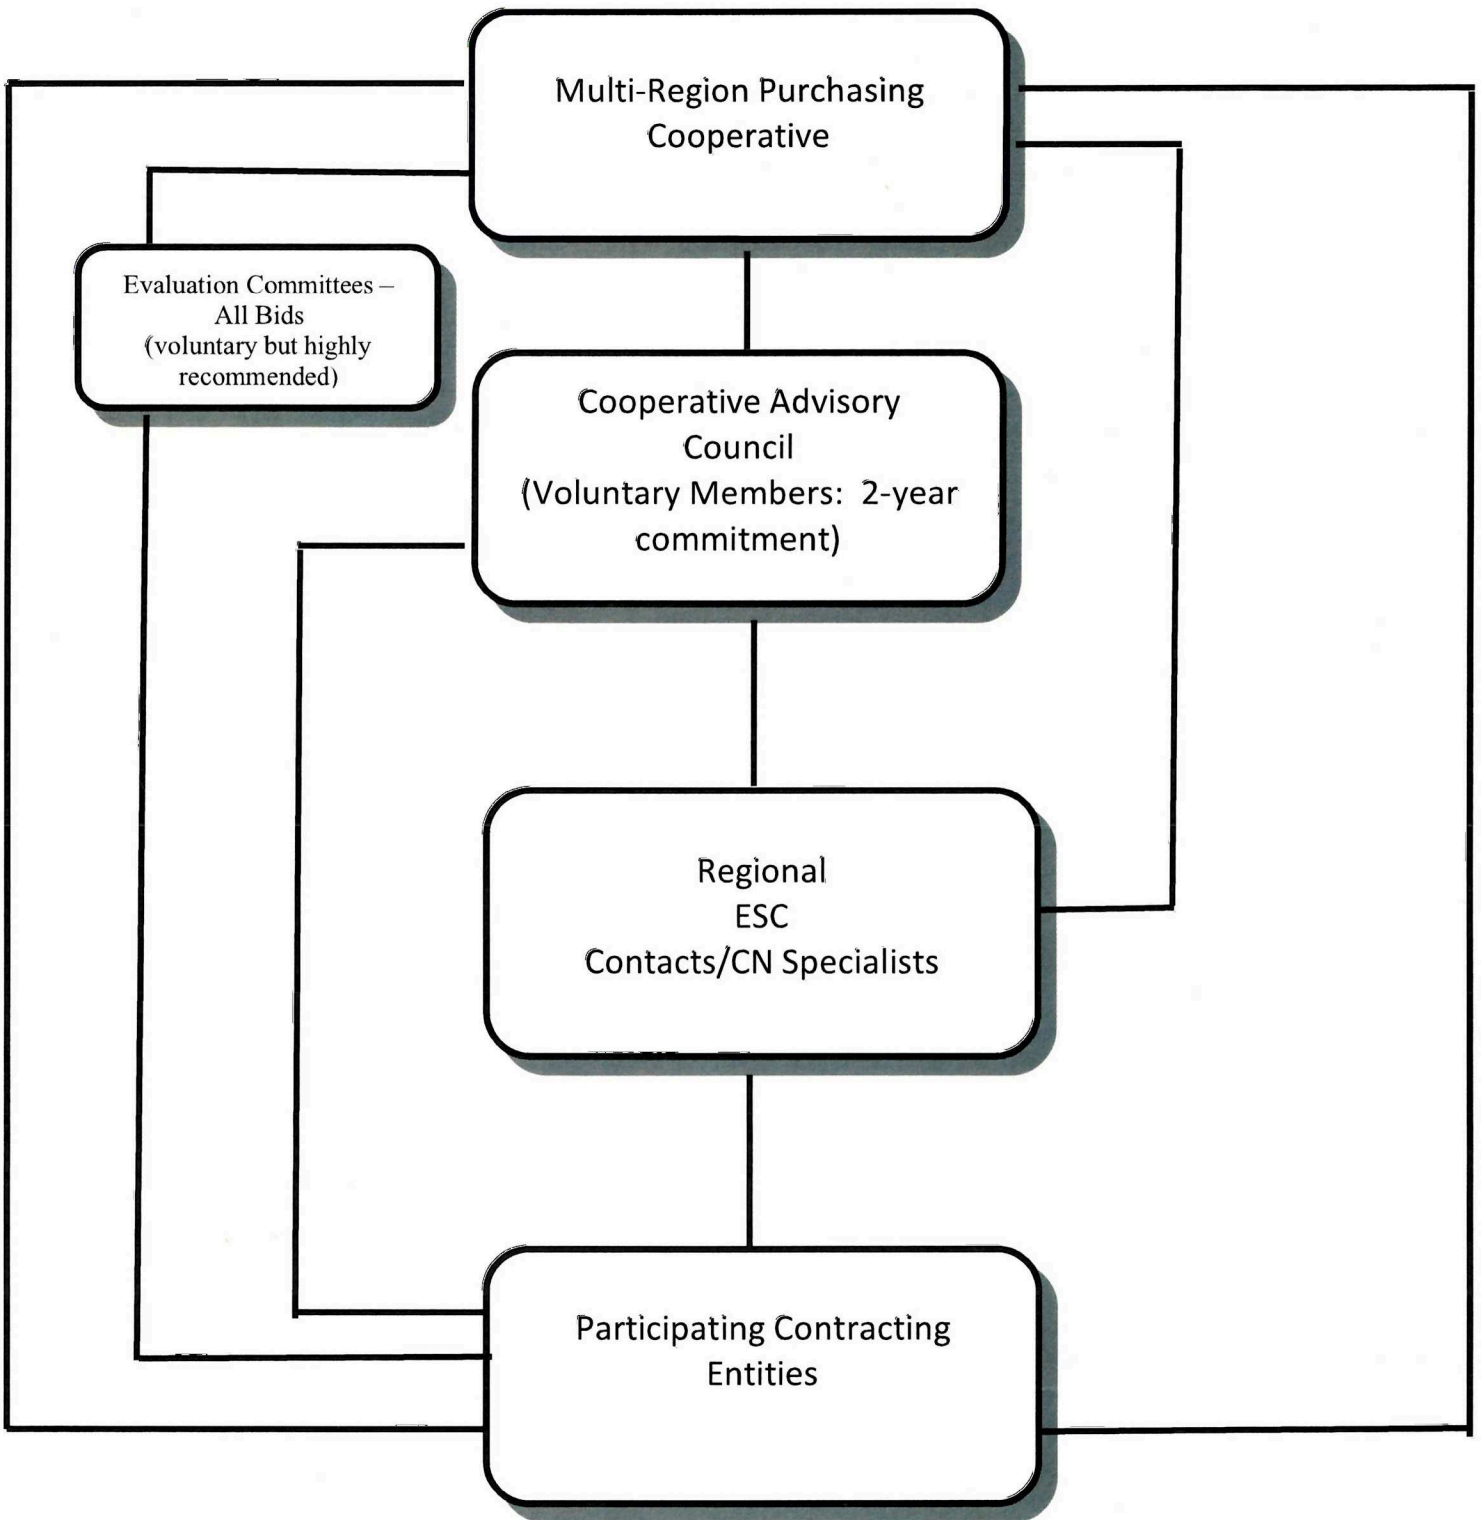 Multi-Region Purchasing
Cooperative
Evaluation Committees –
All Bids
(voluntary but highly
recommended)
Cooperative Advisory
Council
(Voluntary Members:  2-year
commitment)
Regional
ESC
Contacts/CN Specialists
Participating Contracting
Entities